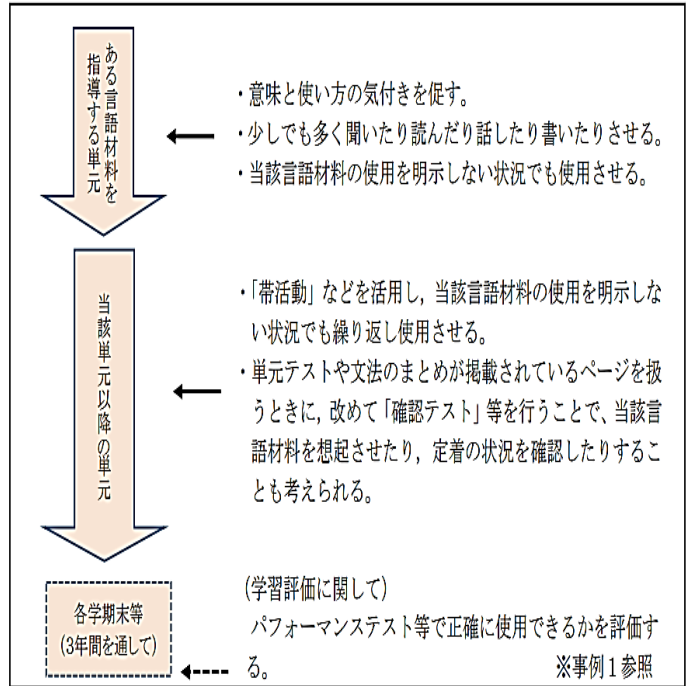 ある言語材料を
指導する単元
・意味と使い方の気付きを促す。
・少しでも多く聞いたり読んだり話したり書いたりさせる。
・当該言語材料の使用を明示しない状況でも使用させる。
当該単元以降の単元
・「帯活動」などを活用し，当該言語材料の使用を明示しな
い状況でも繰り返し使用させる。
・単元テストや文法のまとめが掲載されているページを扱
うときに，改めて「確認テスト」等を行うことで、当該言
語材料を想起させたり，定着の状況を確認したりするこ
とも考えられる。
各学期末等
(3年間を通して)
(学習評価に関して)
パフォーマンステスト等で正確に使用できるかを評価す
る。 ※事例１参照